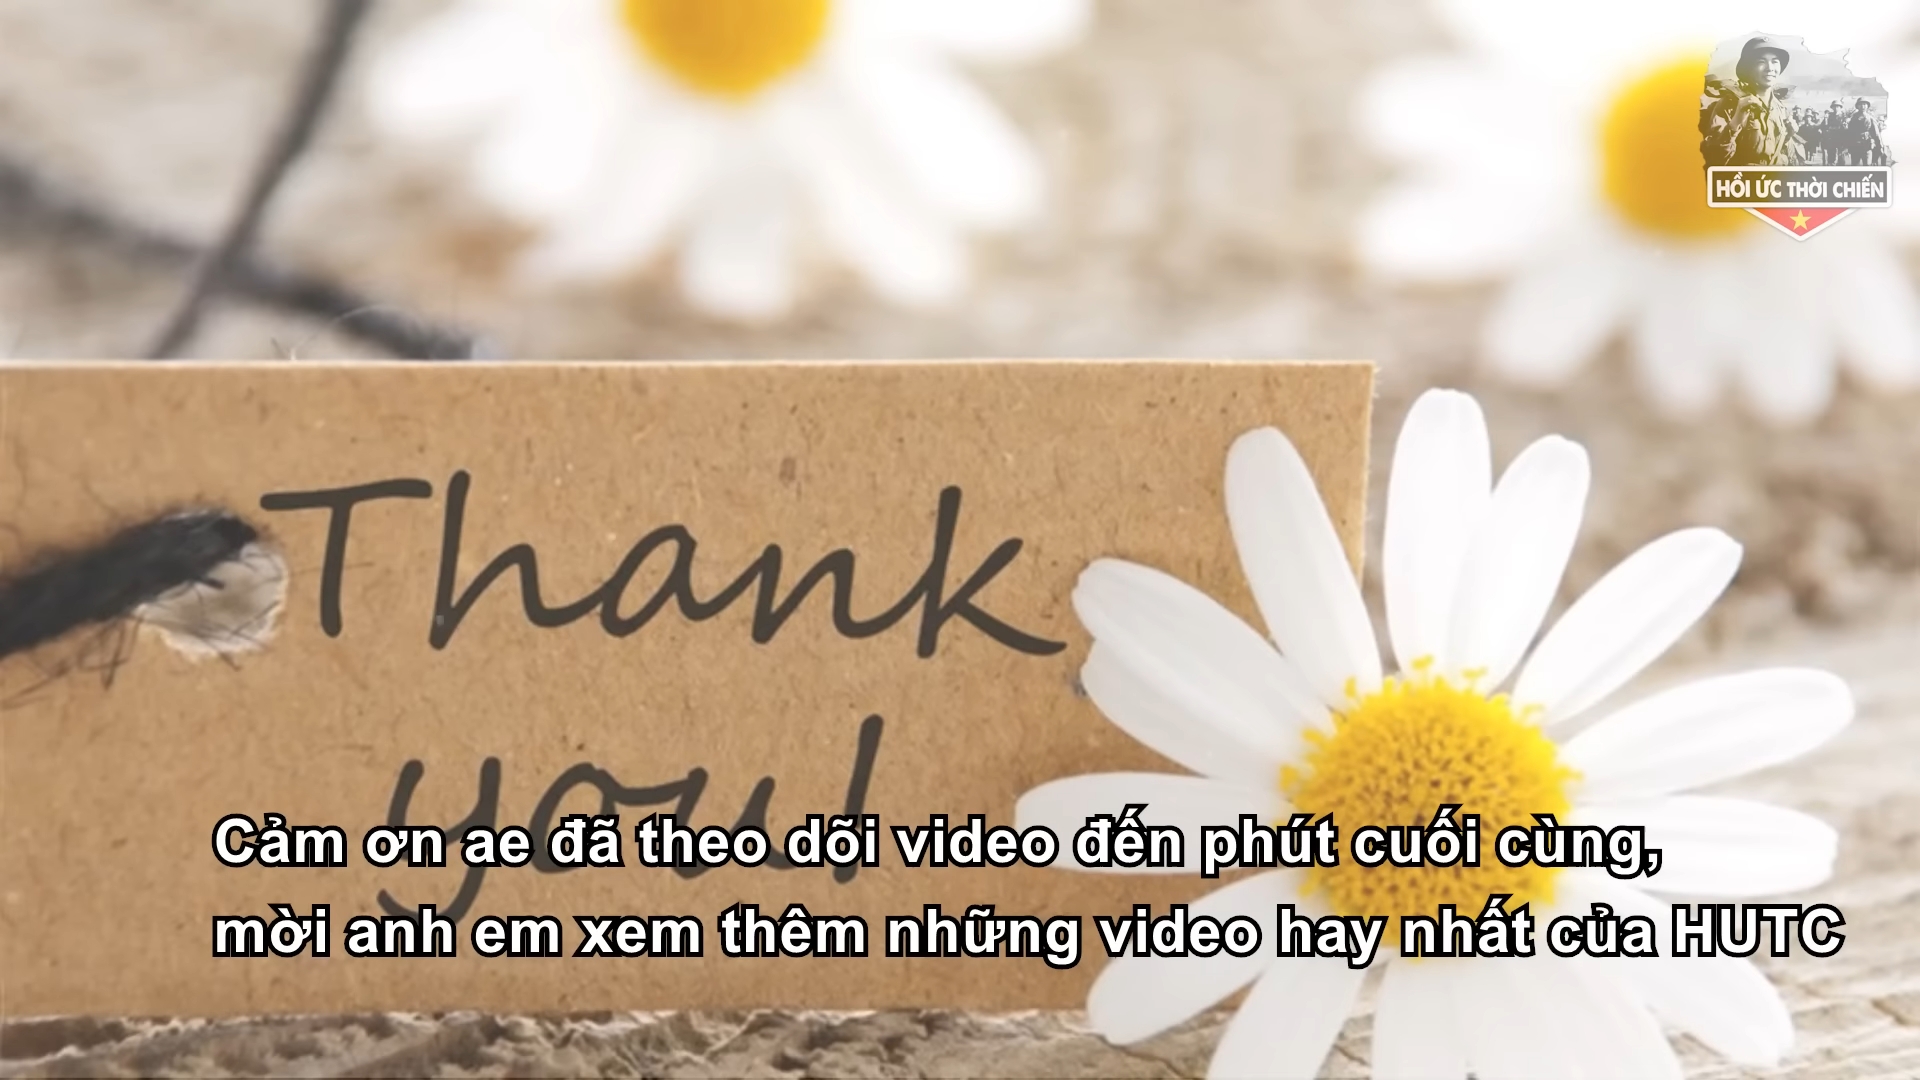 HỒI ỨC THỜI CHIẾN
Thank
you!
Cảm ơn ae đã theo dõi video đến phút cuối cùng,
mời anh em xem thêm những video hay nhất của HUTC